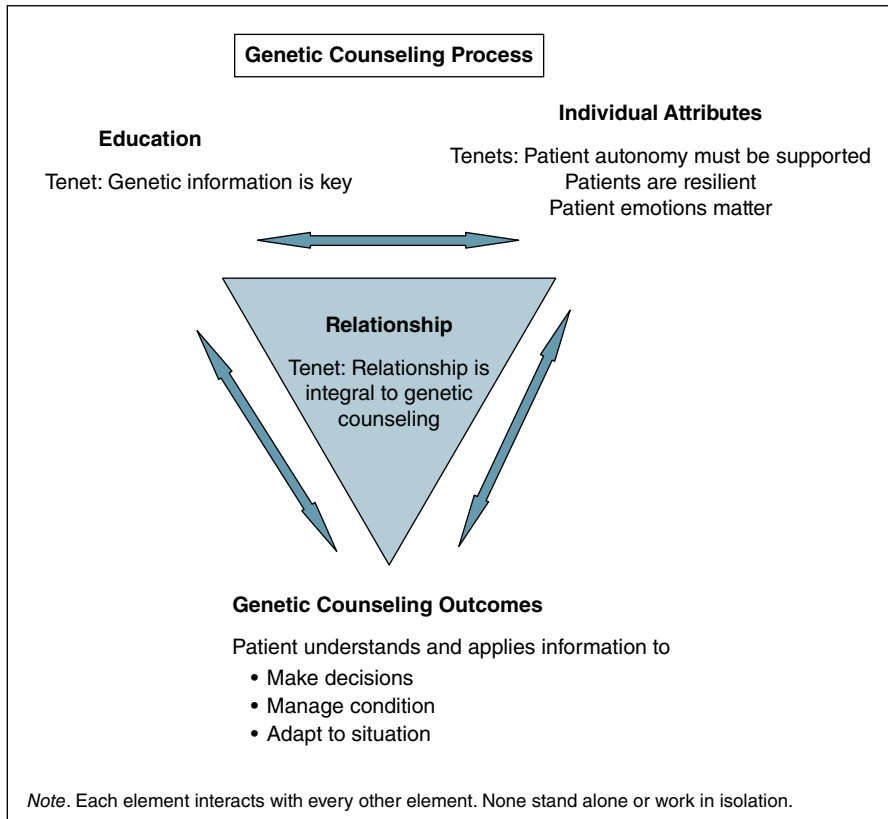 Genetic Counseling Process
Education
Tenet: Genetic information is key
Individual Attributes
Tenets: Patient autonomy must be supported
Patients are resilient
Patient emotions matter
Relationship
Tenet: Relationship is
integral to genetic
counseling
Genetic Counseling Outcomes
Patient understands and applies information to
• Make decisions
• Manage condition
• Adapt to situation
Note. Each element interacts with every other element. None stand alone or work in isolation.